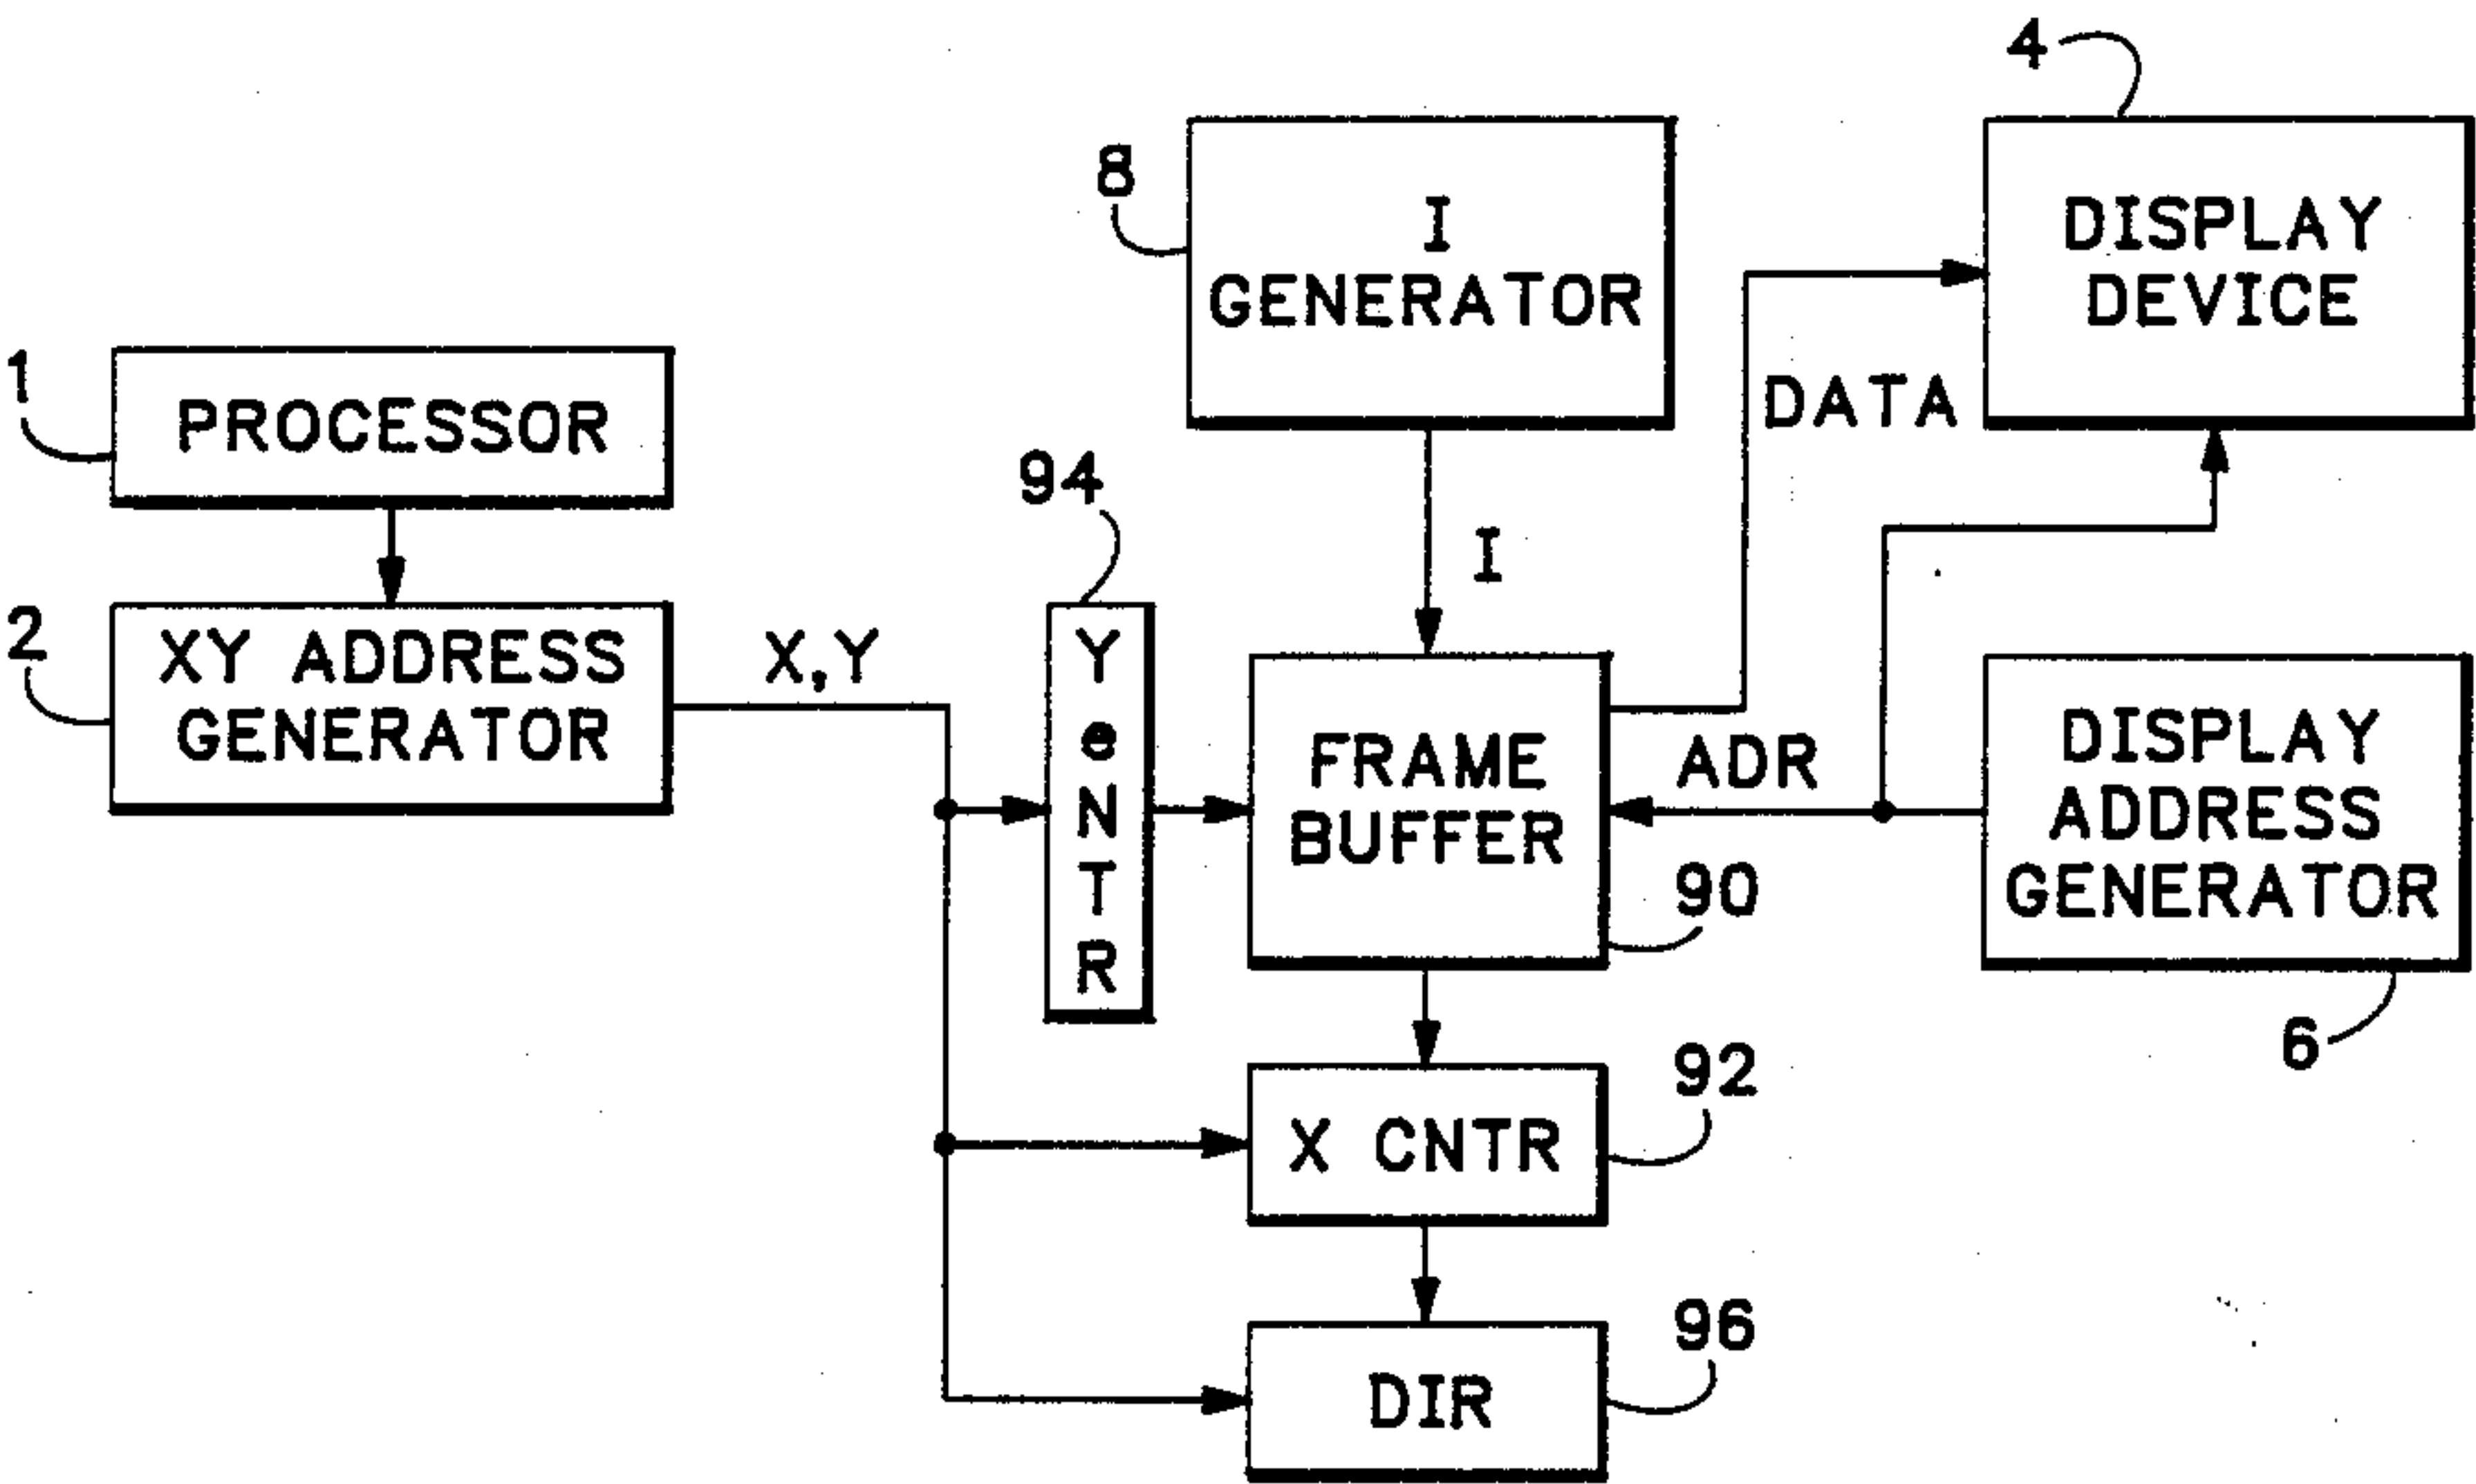 4
8
I
GENERATOR
DISPLAY
DEVICE
1
PROCESSOR
DATA
94
I
2
XY ADDRESS
GENERATOR
X,Y
Y
e
N
T
R
FRAME
BUFFER
ADR
DISPLAY
ADDRESS
GENERATOR
90
6
92
X CNTR
96
DIR